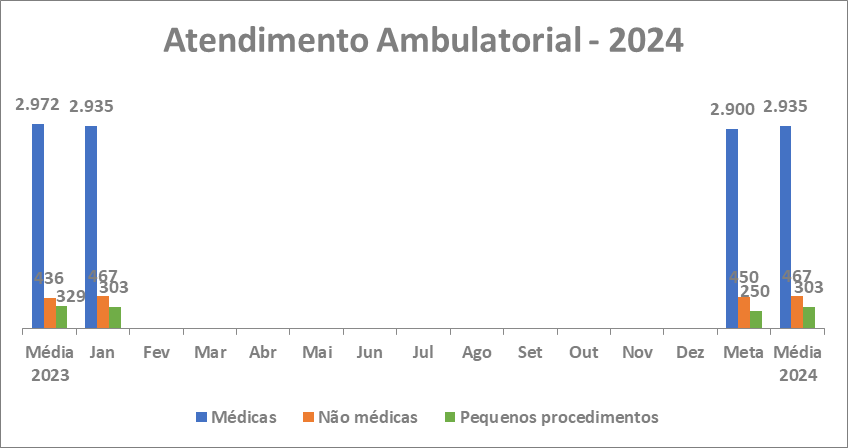 Atendimento Ambulatorial - 2024
2.972 2.935 2.900 2.935
436 467 450 467
329 303 250 303
Média Jan Fev Mar Abr Mai Jun Jul Ago Set Out Nov Dez Meta Média
2023 2024
Médicas Não médicas Pequenos procedimentos